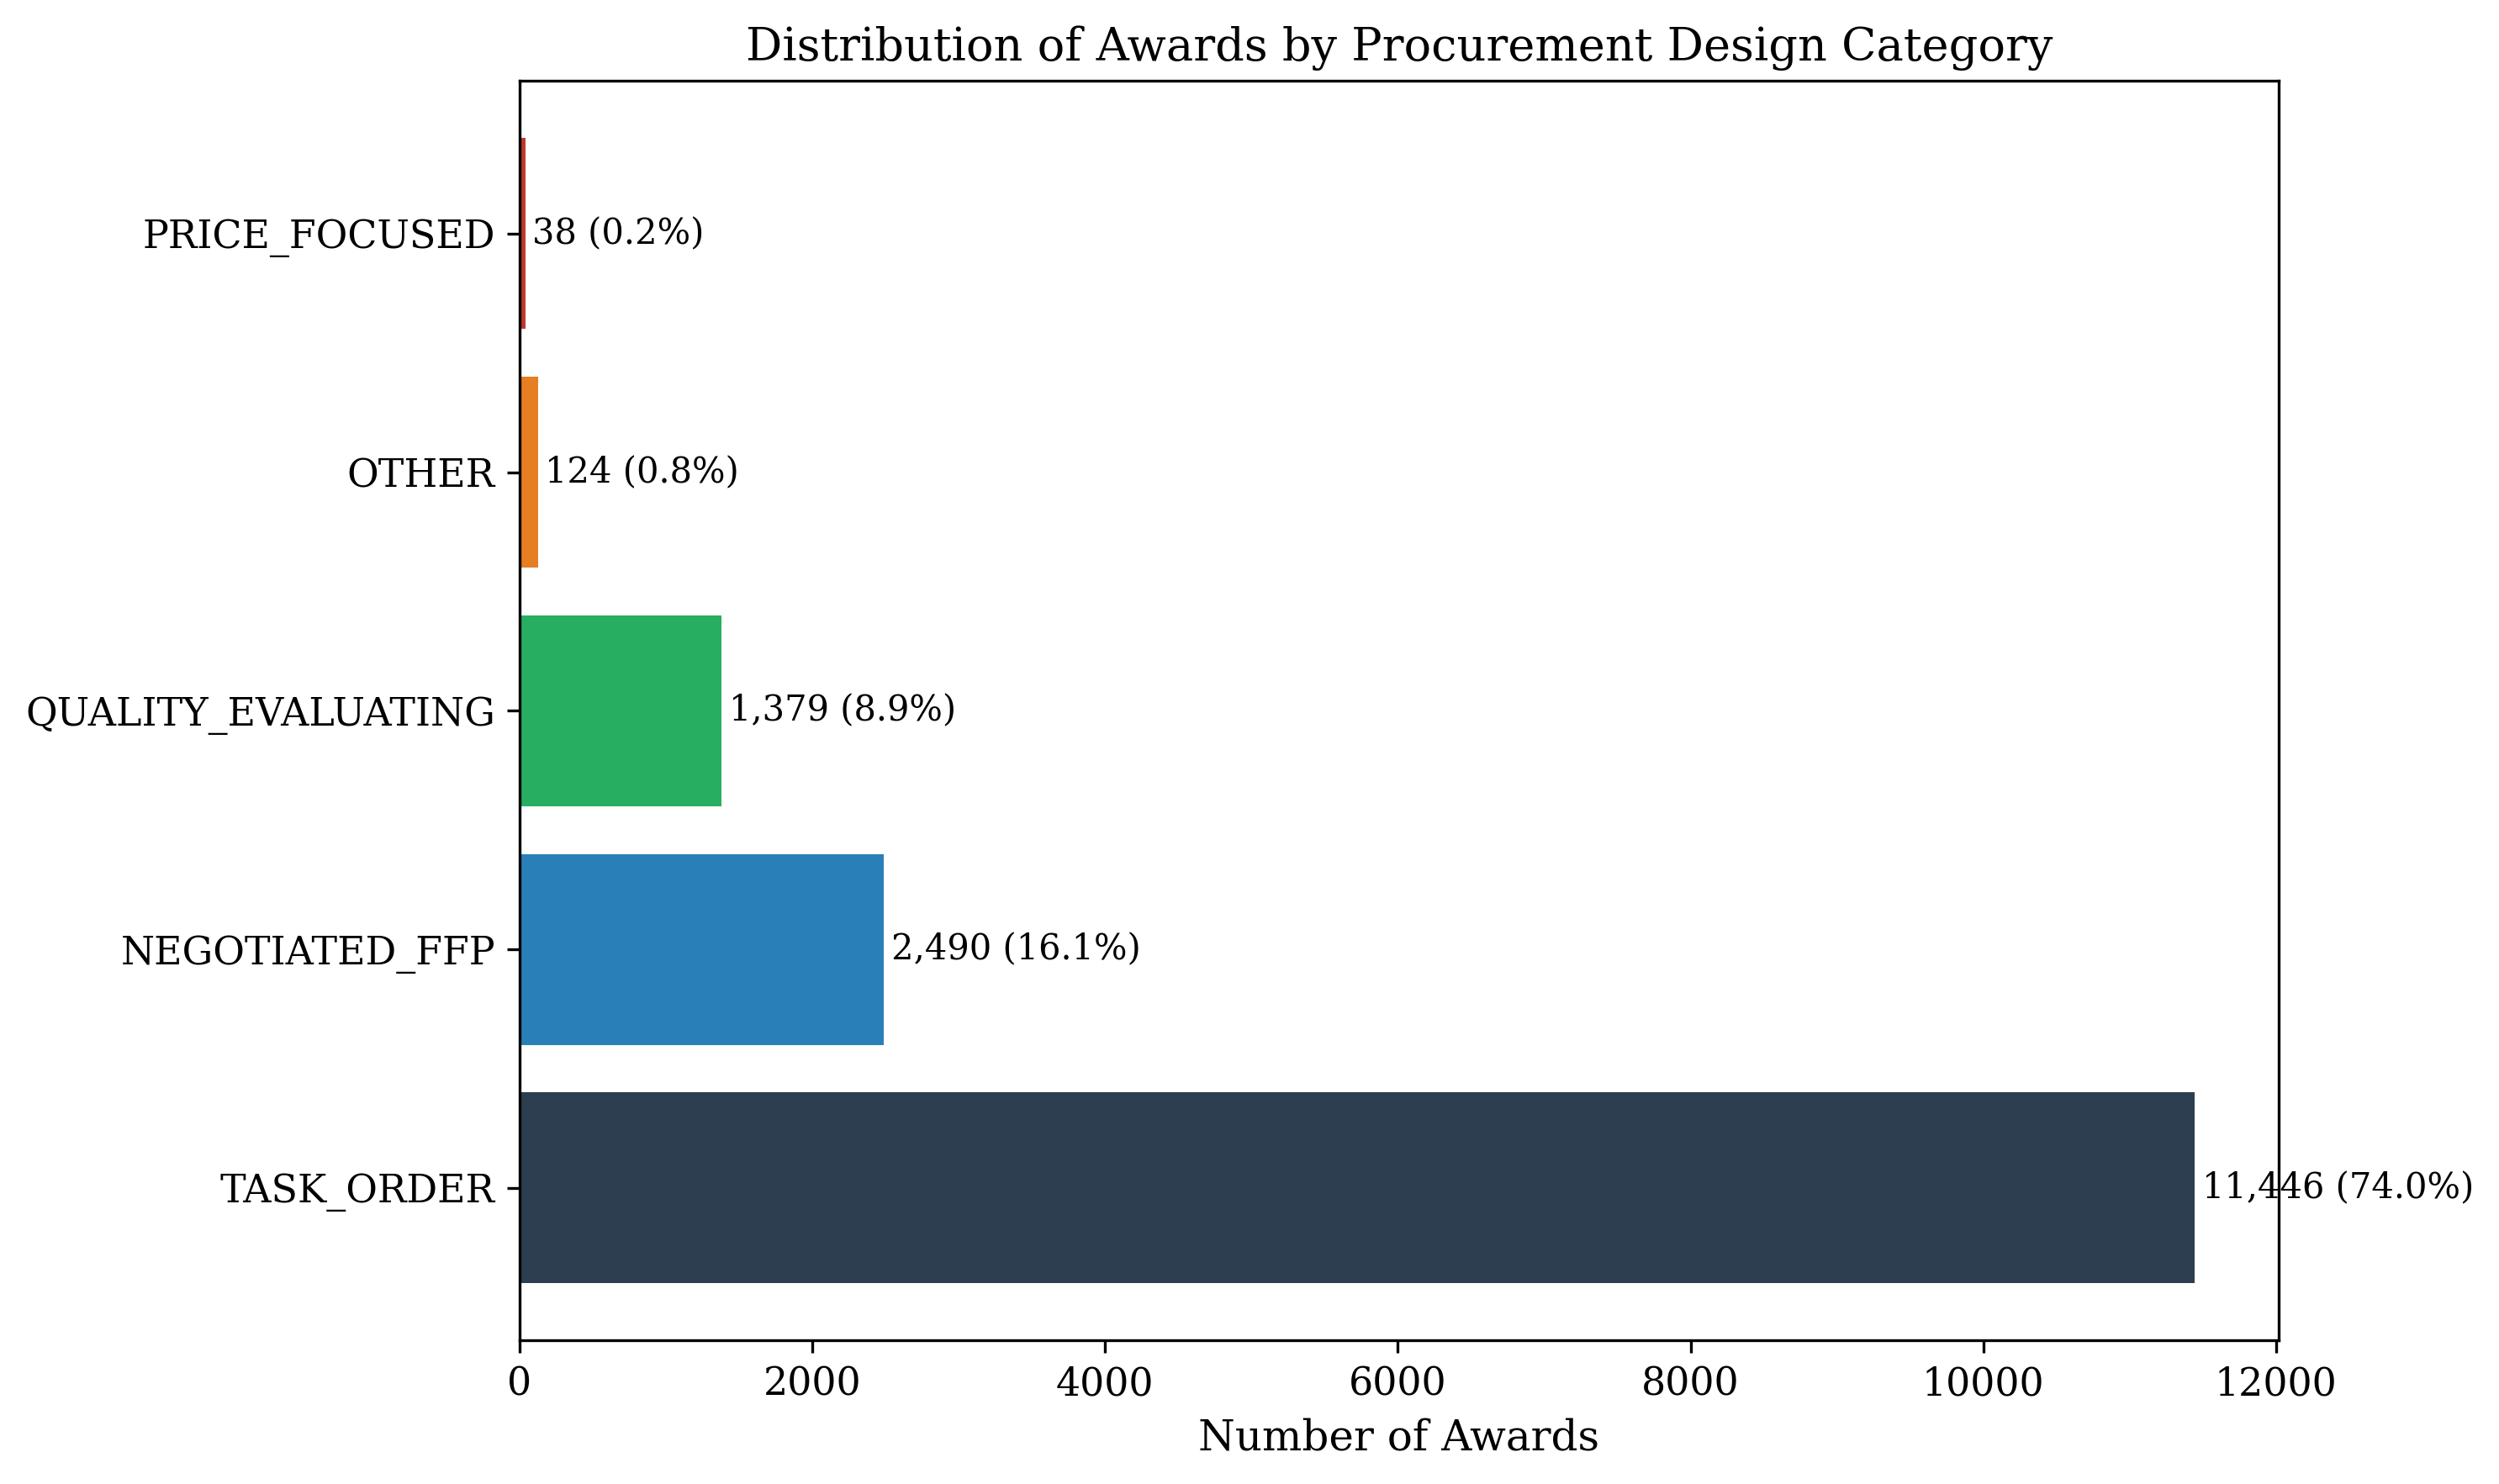 Distribution of Awards by Procurement Design Category
PRICE_FOCUSED
38 (0.2%)
OTHER
124 (0.8%)
QUALITY_EVALUATING
1,379 (8.9%)
NEGOTIATED_FFP
2,490 (16.1%)
TASK_ORDER
11,446 (74.0%)
0 2000 4000 6000 8000 10000 12000
Number of Awards